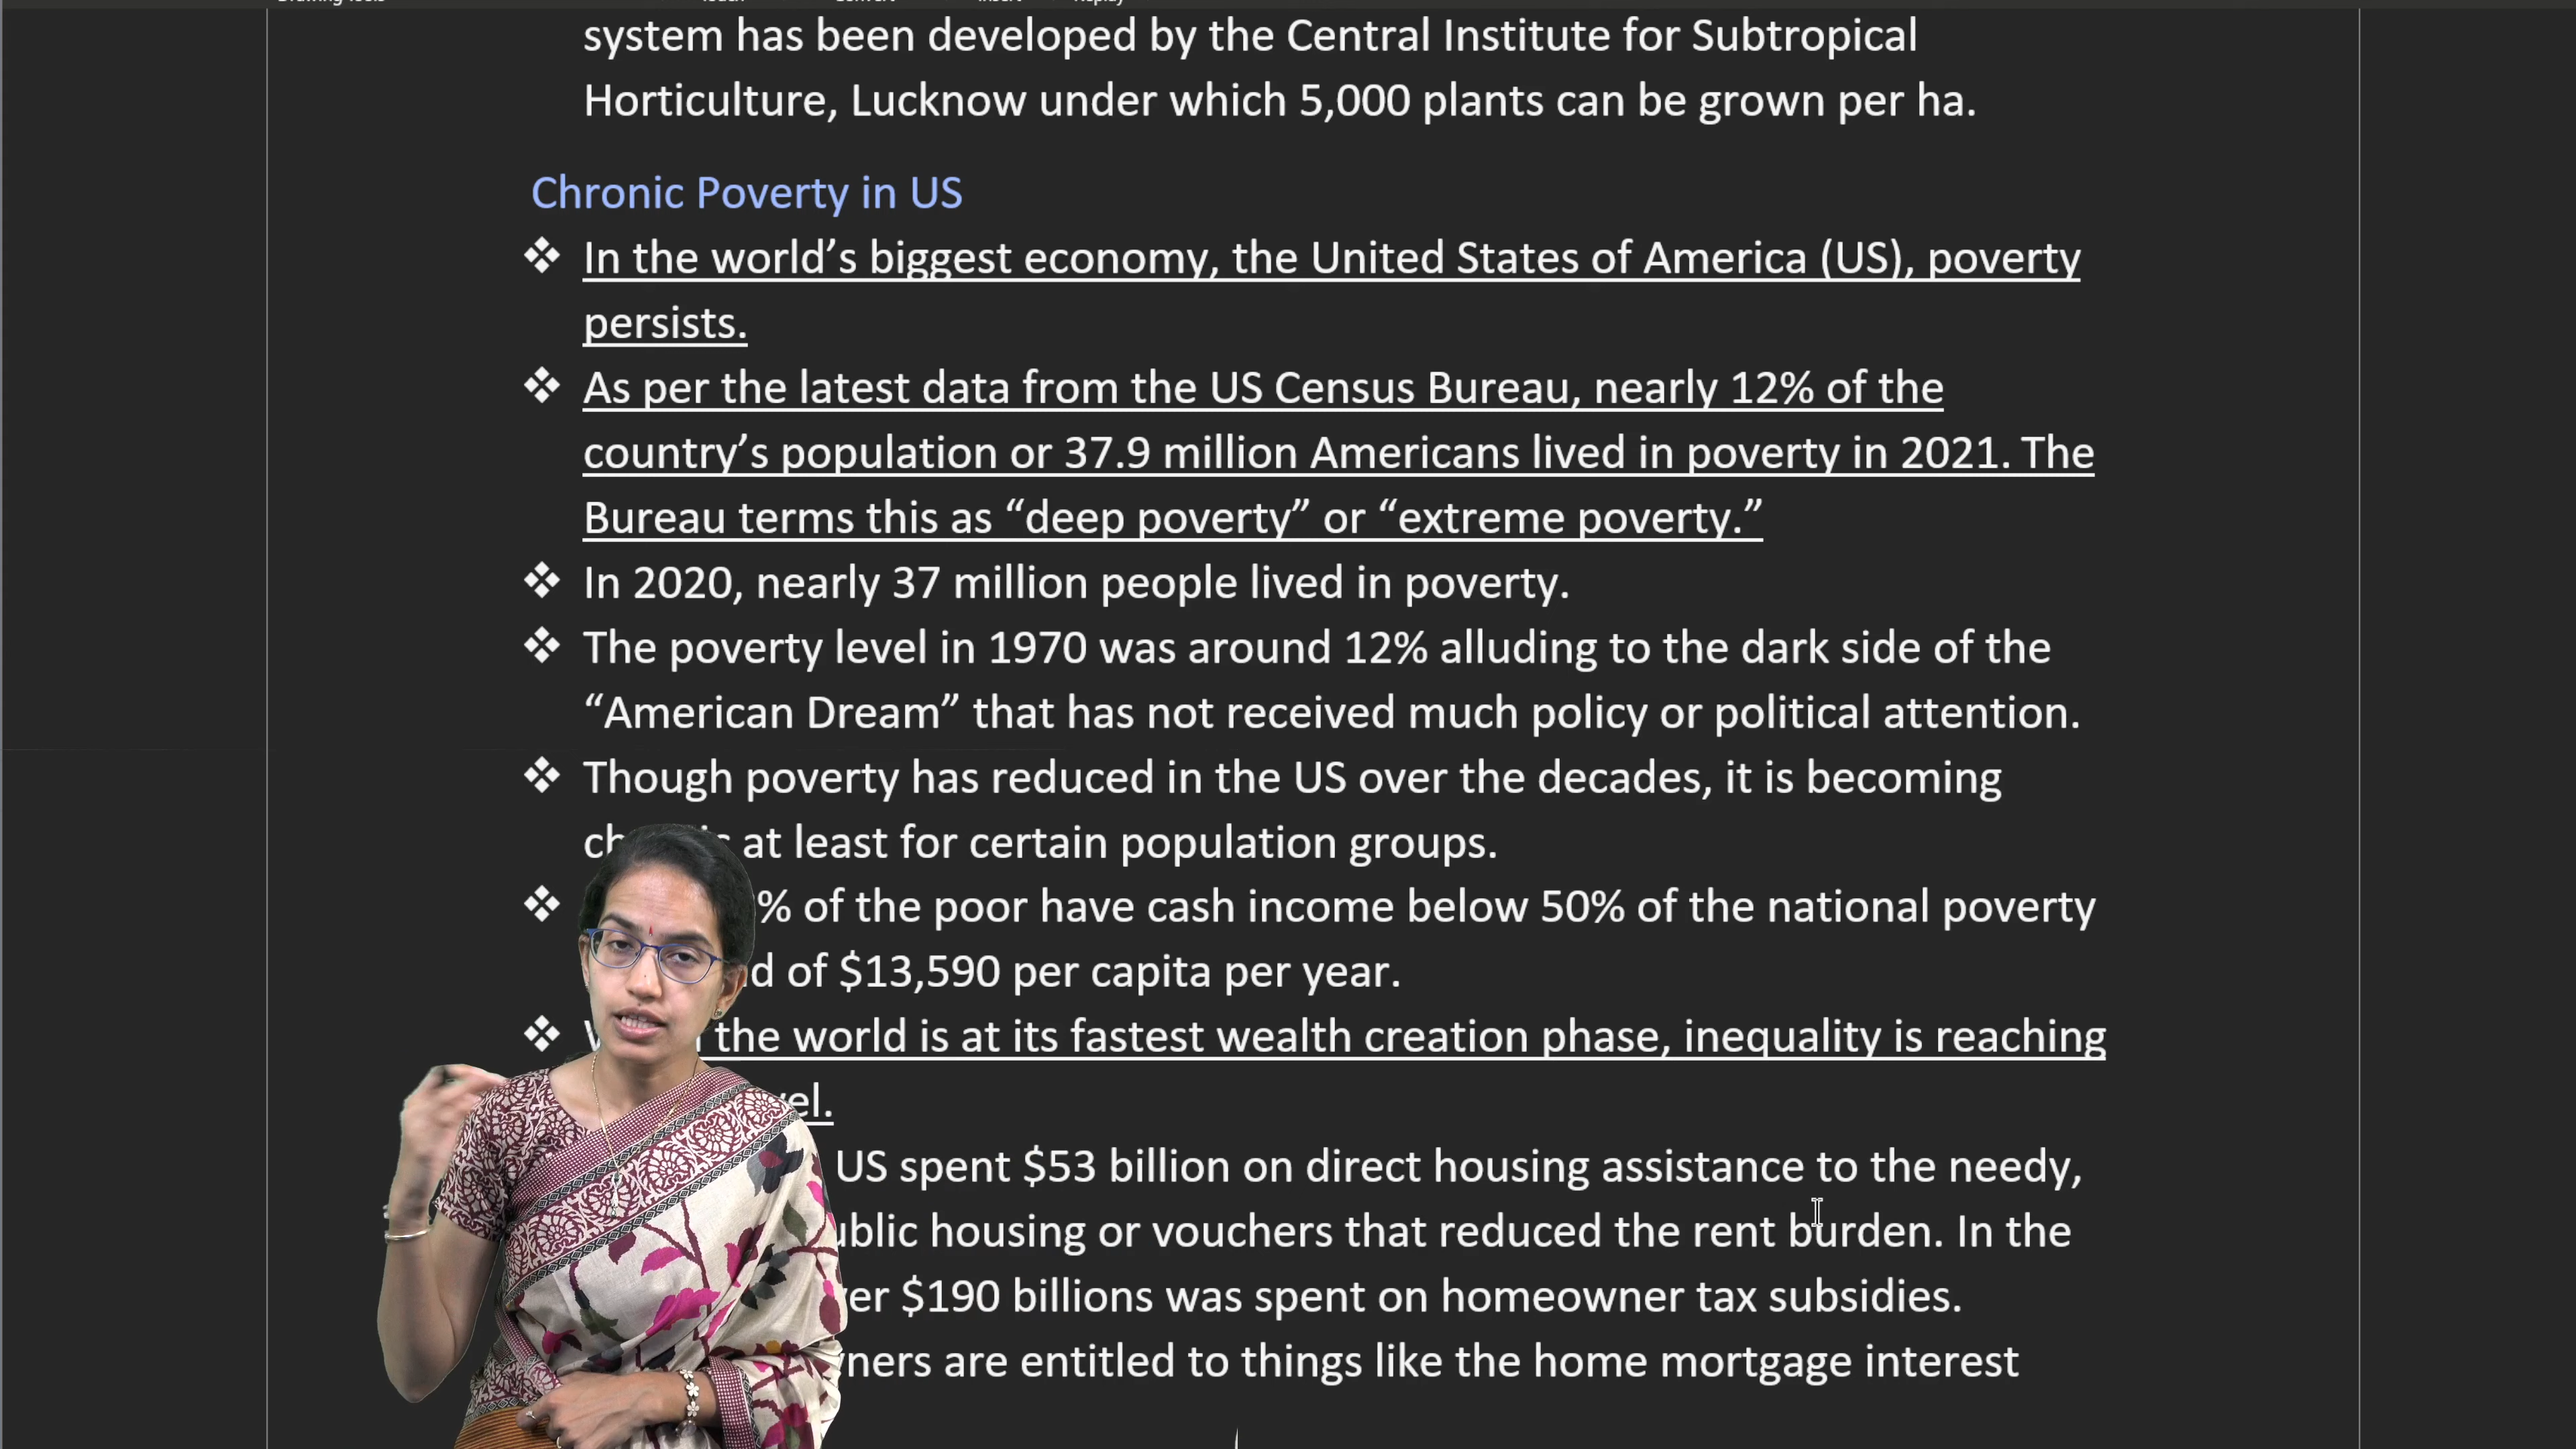 system has been developed by the Central Institute for Subtropical
Horticulture, Lucknow under which 5,000 plants can be grown per ha.
Chronic Poverty in US
❖ In the world’s biggest economy, the United States of America (US), poverty
persists.
❖ As per the latest data from the US Census Bureau, nearly 12% of the
country’s population or 37.9 million Americans lived in poverty in 2021. The
Bureau terms this as “deep poverty” or “extreme poverty.”
❖ In 2020, nearly 37 million people lived in poverty.
❖ The poverty level in 1970 was around 12% alluding to the dark side of the
“American Dream” that has not received much policy or political attention.
❖ Though poverty has reduced in the US over the decades, it is becoming
at least for certain population groups.
❖ % of the poor have cash income below 50% of the national poverty
of $13,590 per capita per year.
❖ the world is at its fastest wealth creation phase, inequality is reaching
US spent $53 billion on direct housing assistance to the needy,
housing or vouchers that reduced the rent burden. In the
$190 billions was spent on homeowner tax subsidies.
are entitled to things like the home mortgage interest